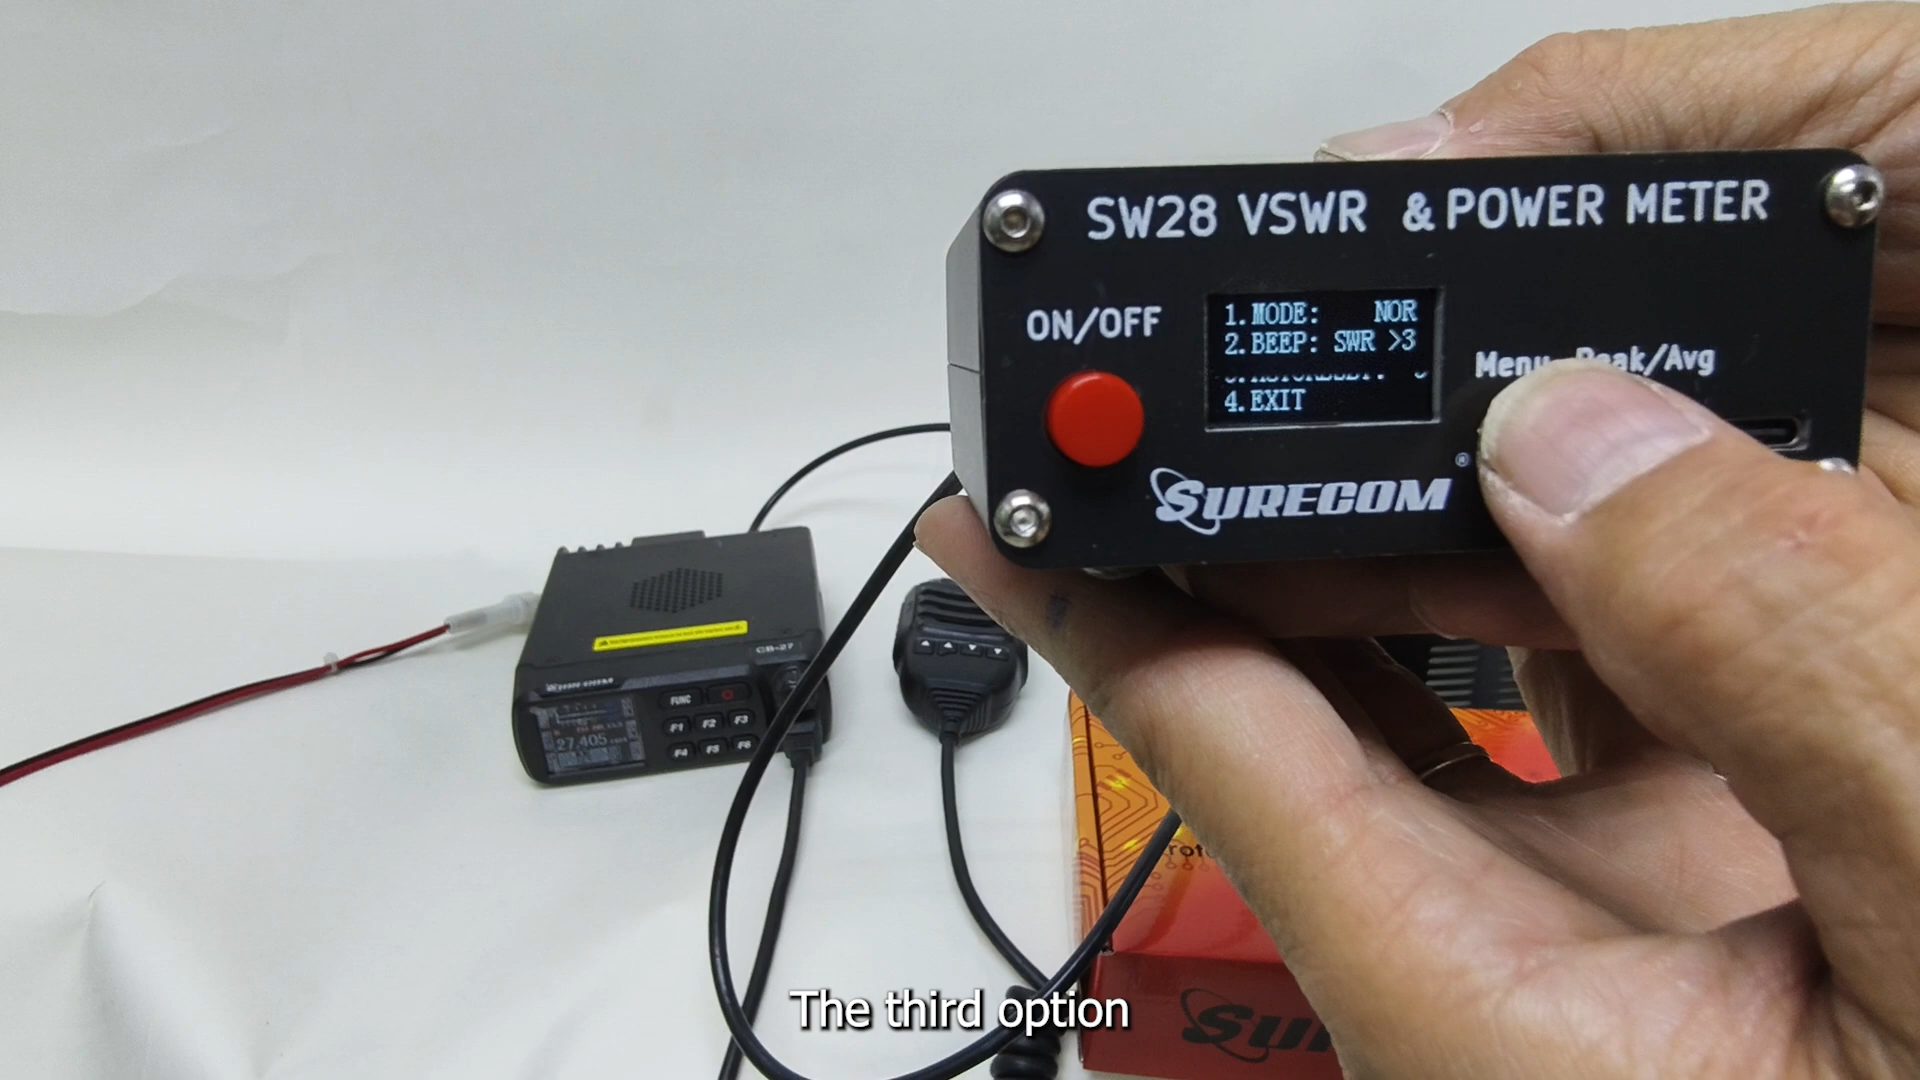 SW28 VSWR & POWER METER
ON/OFF
1.MODE: NOR
2.BEEP: SWR >3
4.EXIT
Menu Peak/Avg
SURECOM
®
CB-27
FUNC
F1 F2 F3
F4 F5 F6
27.405
The third option